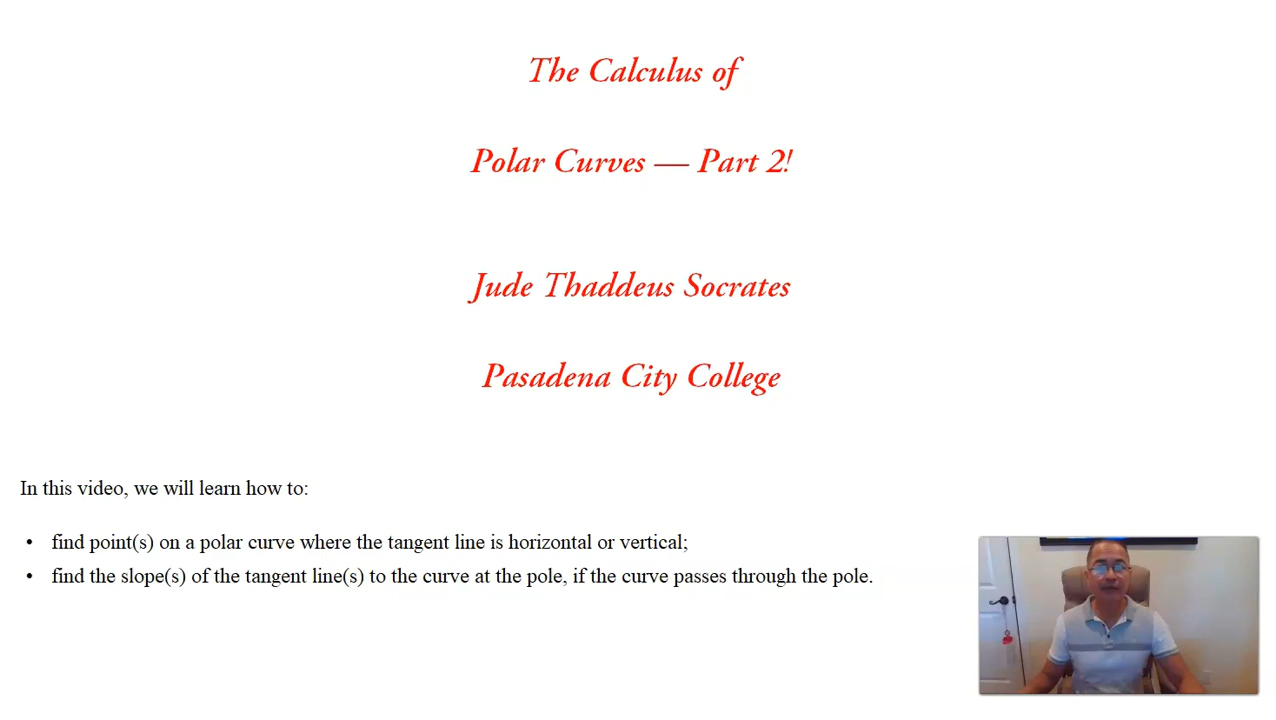 The Calculus of
Polar Curves — Part 2!
Jude Thaddeus Socrates
Pasadena City College
In this video, we will learn how to:
• find point(s) on a polar curve where the tangent line is horizontal or vertical;
• find the slope(s) of the tangent line(s) to the curve at the pole, if the curve passes through the pole.